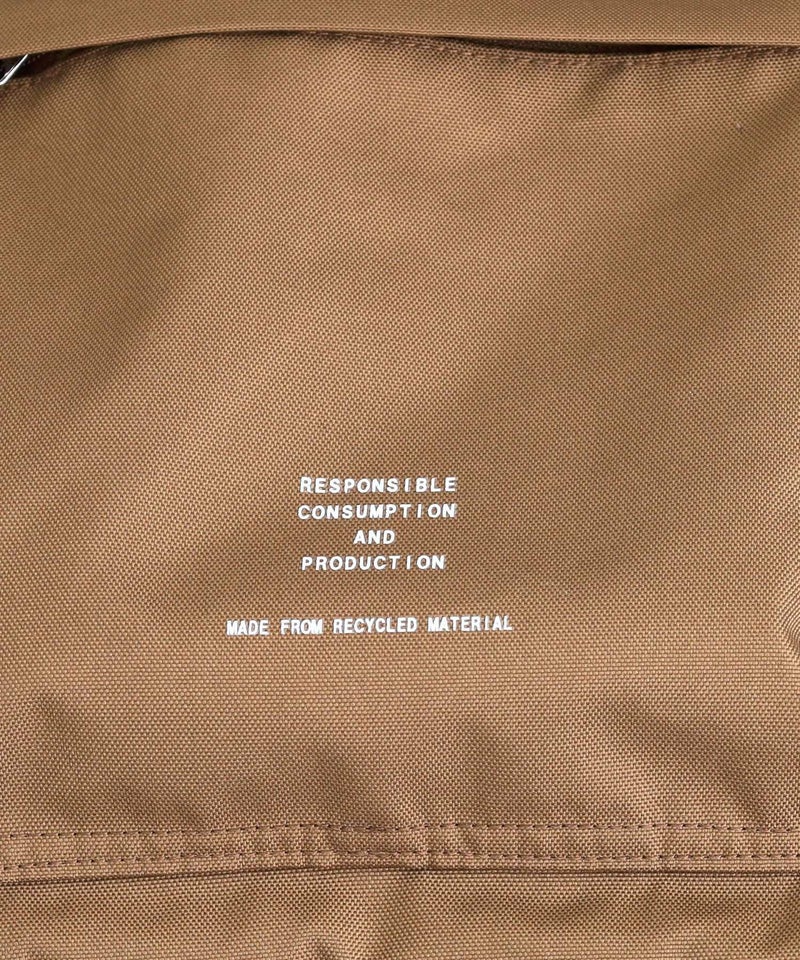 RESPONSIBLE
CONSUMPTION
AND
PRODUCTION
MADE FROM RECYCLED MATERIAL